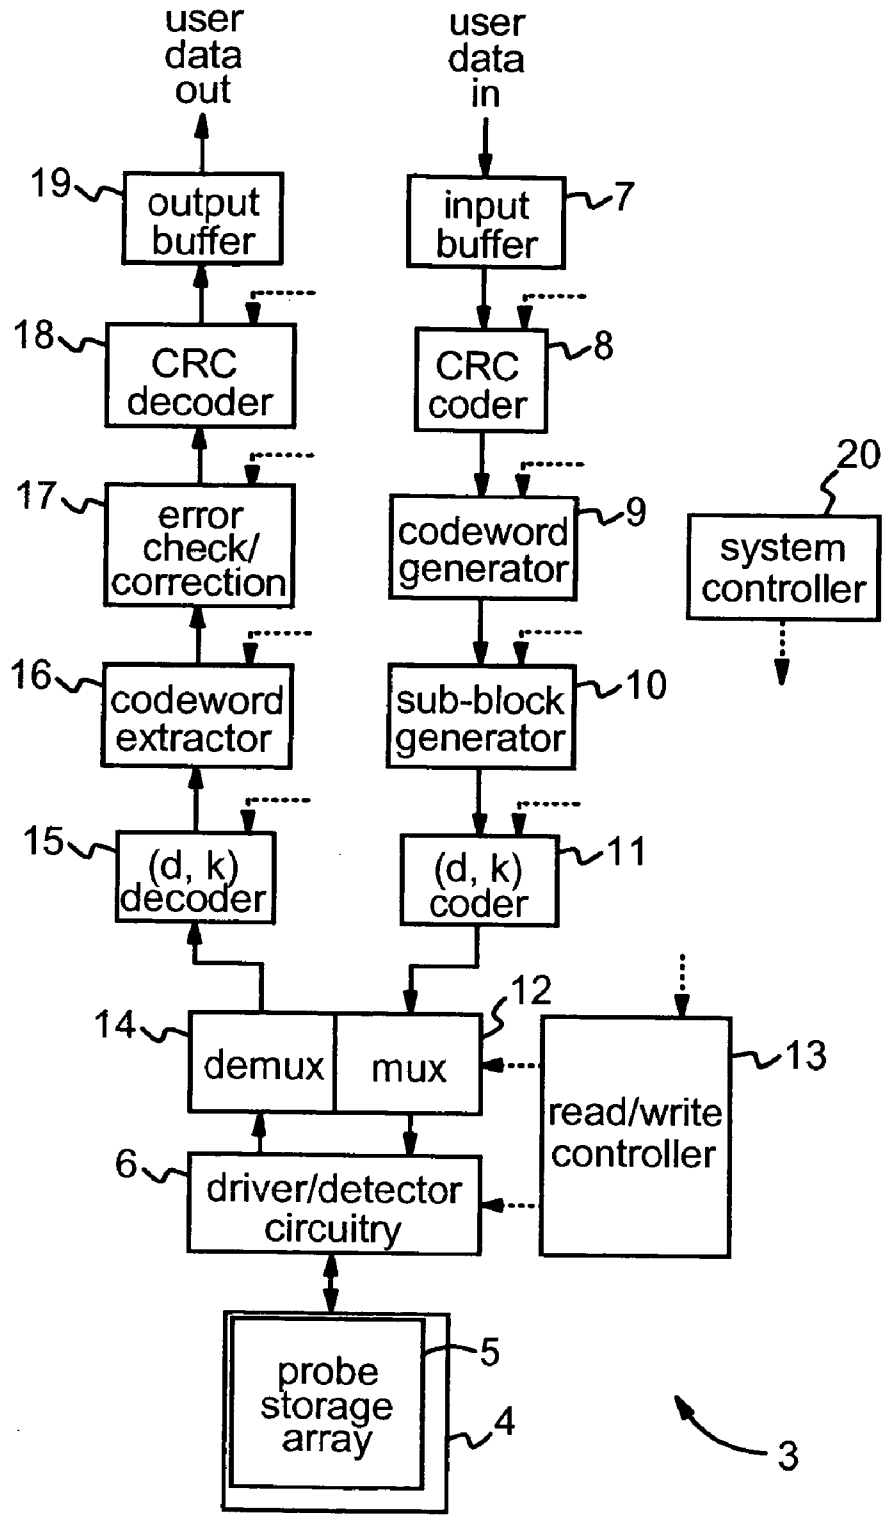 user
data
out
user
data
in
19
output
buffer
input
buffer
7
18
CRC
decoder
CRC
coder
8
17
error
check/
correction
codeword
generator
9
20
system
controller
16
codeword
extractor
sub-block
generator
10
15
(d, k)
decoder
(d, k)
coder
11
14
demux
mux
12
read/write
controller
13
6
driver/detector
circuitry
probe
storage
array
5
4
3